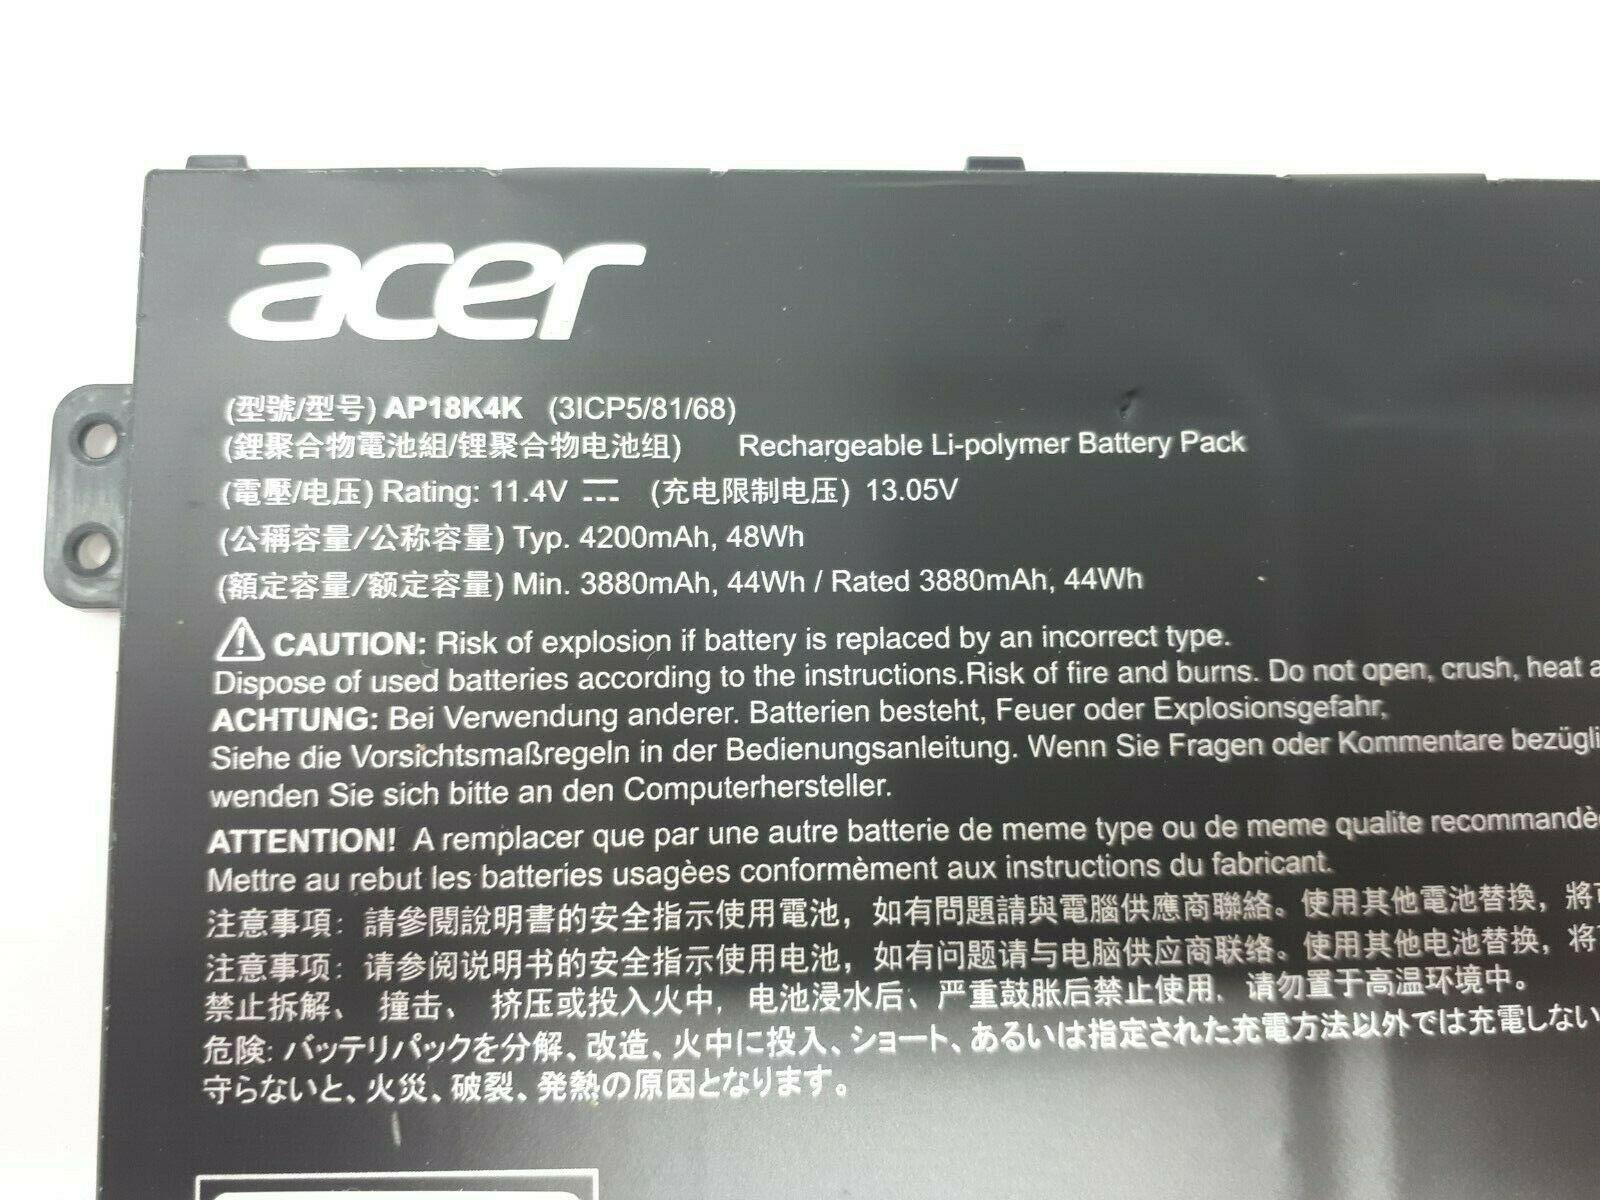 acer
(型號/型号) AP18K4K (3ICP5/81/68)
(鋰聚合物電池組/锂聚合物电池组) Rechargeable Li-polymer Battery Pack
(電壓/电压) Rating: 11.4V ⎓ (充电限制电压) 13.05V
(公稱容量/公称容量) Typ. 4200mAh, 48Wh
(額定容量/额定容量) Min. 3880mAh, 44Wh / Rated 3880mAh, 44Wh
CAUTION: Risk of explosion if battery is replaced by an incorrect type.
Dispose of used batteries according to the instructions.Risk of fire and burns. Do not open, crush, heat
ACHTUNG: Bei Verwendung anderer. Batterien besteht, Feuer oder Explosionsgefahr,
Siehe die Vorsichtsmaßregeln in der Bedienungsanleitung. Wenn Sie Fragen oder Kommentare bezügli
wenden Sie sich bitte an den Computerhersteller.
ATTENTION! A remplacer que par une autre batterie de meme type ou de meme qualite recommandè
Mettre au rebut les batteries usagèes conformèment aux instructions du fabricant.
注意事項: 請參閱說明書的安全指示使用電池，如有問題請與電腦供應商聯絡。使用其他電池替換，將
注意事项: 请参阅说明书的安全指示使用电池，如有问题请与电脑供应商联络。使用其他电池替换，将
禁止拆解、 撞击、 挤压或投入火中, 电池浸水后、严重鼓胀后禁止使用, 请勿置于高温环境中。
危険: バッテリパックを分解、改造、火中に投入、ショート、あるいは指定された充電方法以外では充電しない
守らないと、火災、破裂、発熱の原因となります。